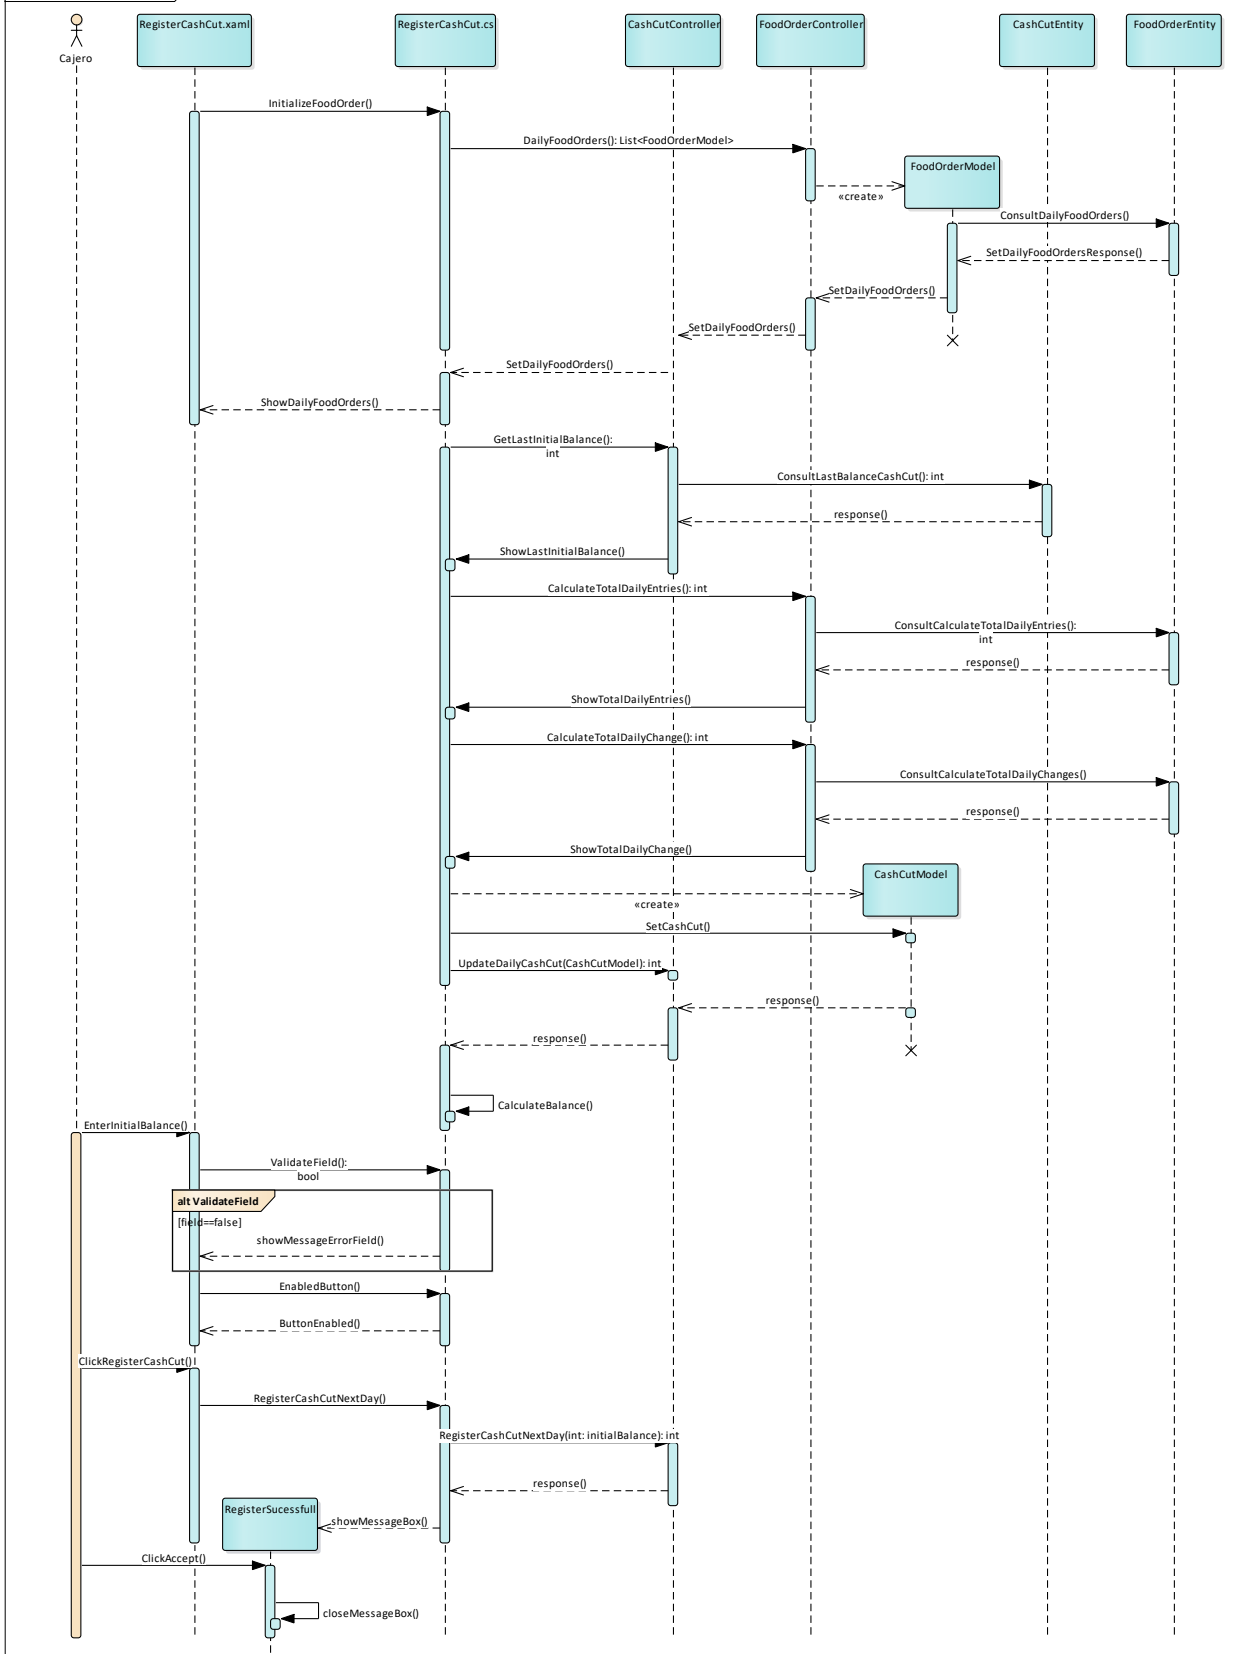 RegisterCashCut.xaml
RegisterCashCut.cs
CashCutController
FoodOrderController
CashCutEntity
FoodOrderEntity
Cajero
InitializeFoodOrder()
DailyFoodOrders(): List<FoodOrderModel>
FoodOrderModel
«create»
ConsultDailyFoodOrders()
SetDailyFoodOrdersResponse()
SetDailyFoodOrders()
SetDailyFoodOrders()
SetDailyFoodOrders()
ShowDailyFoodOrders()
GetLastInitialBalance():
int
ConsultLastBalanceCashCut(): int
response()
ShowLastInitialBalance()
CalculateTotalDailyEntries(): int
ConsultCalculateTotalDailyEntries():
int
response()
ShowTotalDailyEntries()
CalculateTotalDailyChange(): int
ConsultCalculateTotalDailyChanges()
response()
ShowTotalDailyChange()
CashCutModel
«create»
SetCashCut()
UpdateDailyCashCut(CashCutModel): int
response()
response()
CalculateBalance()
EnterInitialBalance()
ValidateField():
bool
alt ValidateField
[field==false]
showMessageErrorField()
EnabledButton()
ButtonEnabled()
ClickRegisterCashCut()
RegisterCashCutNextDay()
RegisterCashCutNextDay(int: initialBalance): int
response()
RegisterSucessfull
showMessageBox()
ClickAccept()
closeMessageBox()